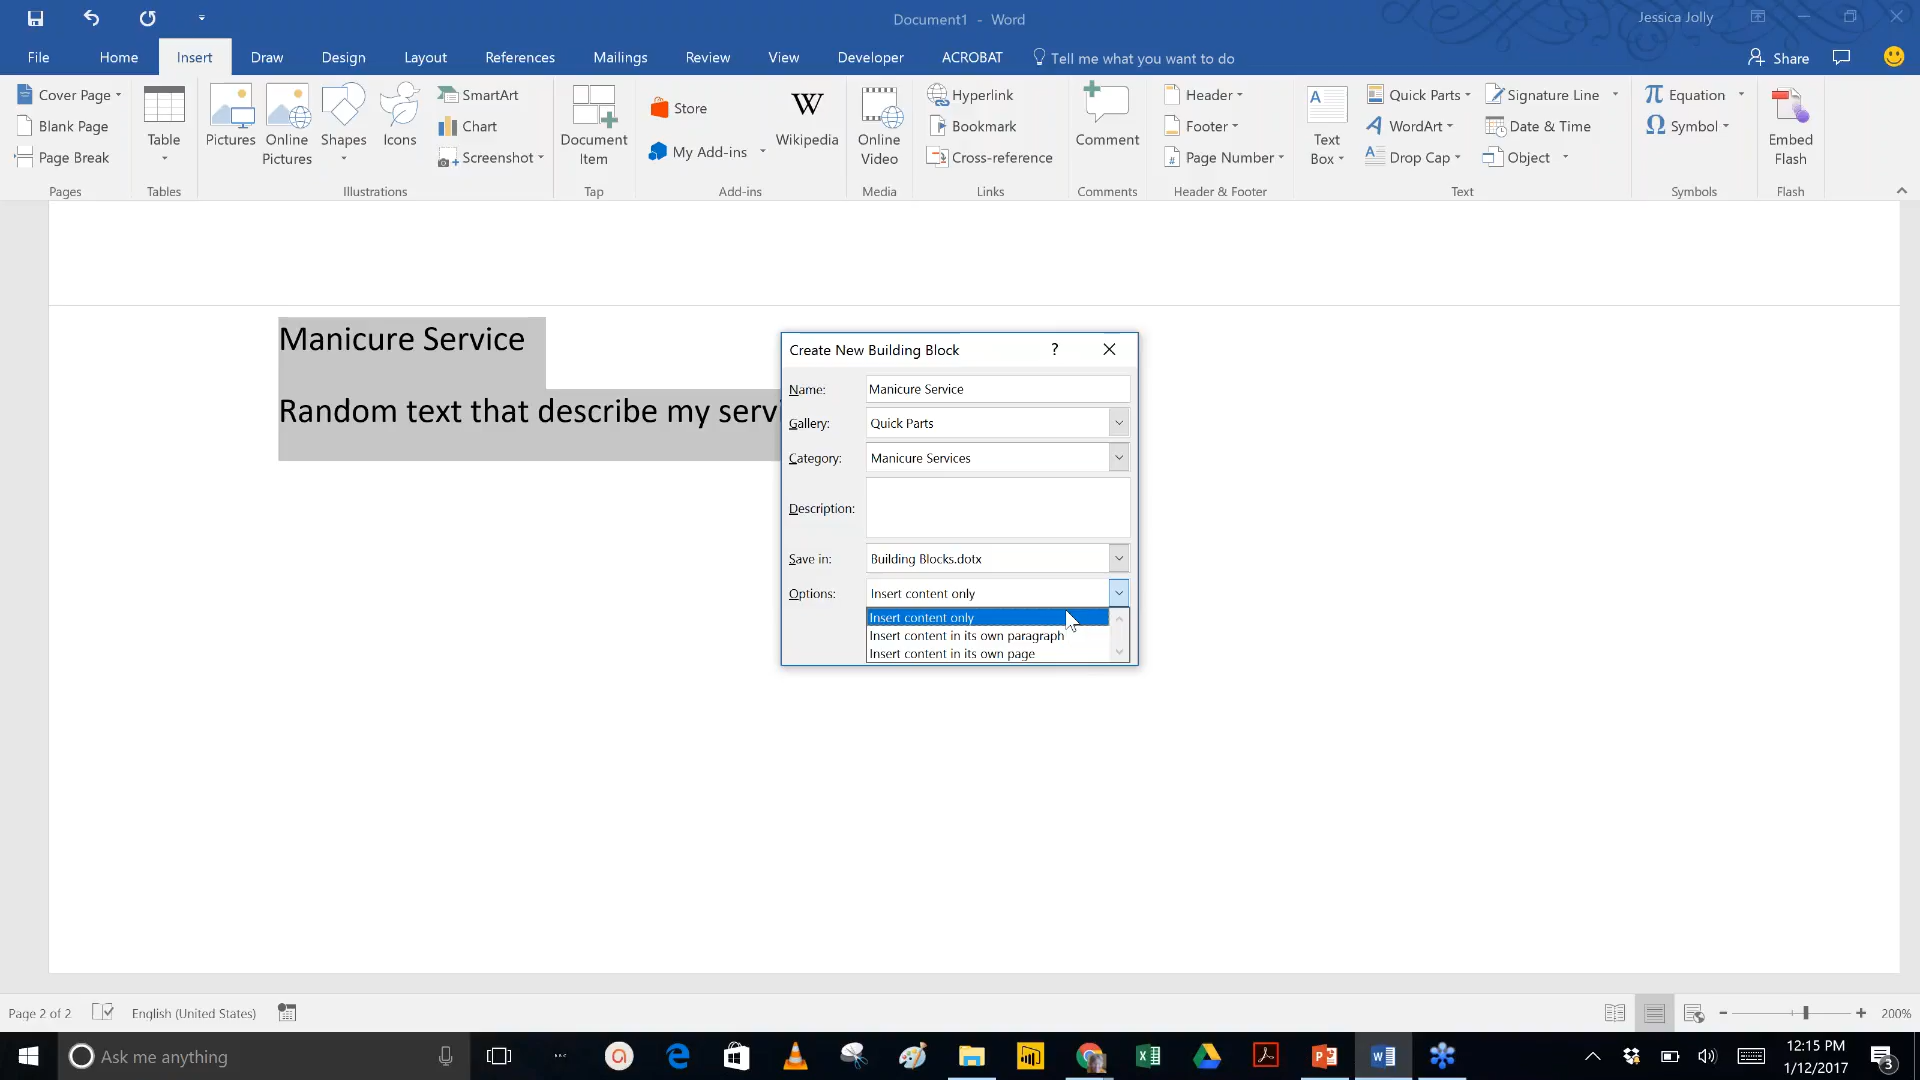 Document1 - Word
Jessica Jolly
File Home Insert Draw Design Layout References Mailings Review View Developer ACROBAT Tell me what you want to do Share
Cover Page
Blank Page
Page Break
Pages
Table
Tables
Pictures
Online Pictures
Shapes
Icons
SmartArt
Chart
Screenshot
Illustrations
Document Item
Tap
Store
My Add-ins
Wikipedia
Add-ins
Online Video
Media
Hyperlink
Bookmark
Cross-reference
Links
Comment
Comments
Header
Footer
Page Number
Header & Footer
Text Box
Quick Parts
WordArt
Drop Cap
Signature Line
Date & Time
Object
Text
Equation
Symbol
Symbols
Embed Flash
Flash
Manicure Service
Random text that describe my servi
Create New Building Block ?
Name: Manicure Service
Gallery: Quick Parts
Category: Manicure Services
Description:
Save in: Building Blocks.dotx
Options: Insert content only
Insert content only
Insert content in its own paragraph
Insert content in its own page
Page 2 of 2 English (United States) 200%
Ask me anything
12:15 PM
1/12/2017
3